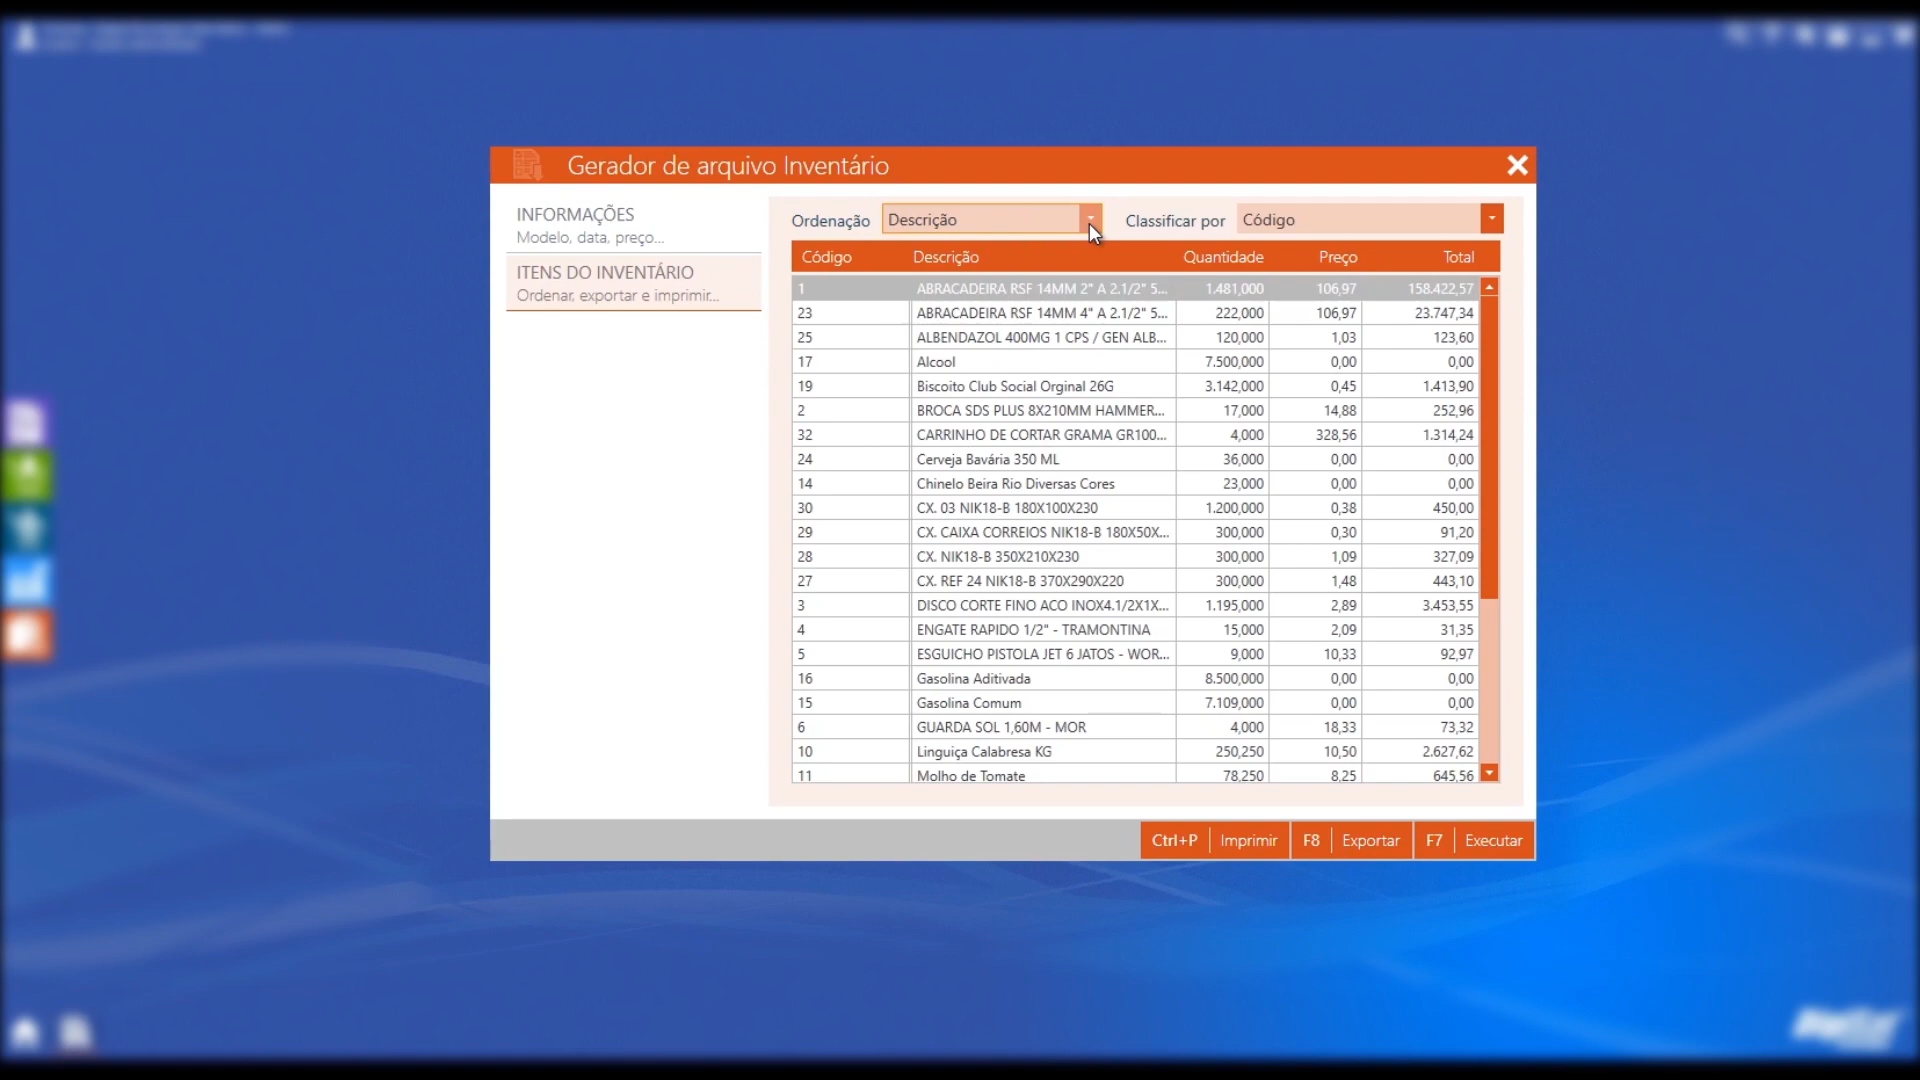 Gerador de arquivo Inventário
INFORMAÇÕES
Modelo, data, preço...
ITENS DO INVENTÁRIO
Ordenar, exportar e imprimir...
Ordenação Descrição Classificar por Código
Código Descrição Quantidade Preço Total
1 ABRACADEIRA RSF 14MM 2" A 2.1/2" 5... 1.481,000 106,97 158.422,57
23 ABRACADEIRA RSF 14MM 4" A 2.1/2" 5... 222,000 106,97 23.747,34
25 ALBENDAZOL 400MG 1 CPS / GEN ALB... 120,000 1,03 123,60
17 Alcool 7.500,000 0,00 0,00
19 Biscoito Club Social Orginal 26G 3.142,000 0,45 1.413,90
2 BROCA SDS PLUS 8X210MM HAMMER... 17,000 14,88 252,96
32 CARRINHO DE CORTAR GRAMA GR100... 4,000 328,56 1.314,24
24 Cerveja Bavária 350 ML 36,000 0,00 0,00
14 Chinelo Beira Rio Diversas Cores 23,000 0,00 0,00
30 CX. 03 NIK18-B 180X100X230 1.200,000 0,38 450,00
29 CX. CAIXA CORREIOS NIK18-B 180X50X... 300,000 0,30 91,20
28 CX. NIK18-B 350X210X230 300,000 1,09 327,09
27 CX. REF 24 NIK18-B 370X290X220 300,000 1,48 443,10
3 DISCO CORTE FINO ACO INOX4.1/2X1X... 1.195,000 2,89 3.453,55
4 ENGATE RAPIDO 1/2" - TRAMONTINA 15,000 2,09 31,35
5 ESGUICHO PISTOLA JET 6 JATOS - WOR... 9,000 10,33 92,97
16 Gasolina Aditivada 8.500,000 0,00 0,00
15 Gasolina Comum 7.109,000 0,00 0,00
6 GUARDA SOL 1,60M - MOR 4,000 18,33 73,32
10 Linguiça Calabresa KG 250,250 10,50 2.627,62
11 Molho de Tomate 78,250 8,25 645,56
Ctrl+P Imprimir F8 Exportar F7 Executar